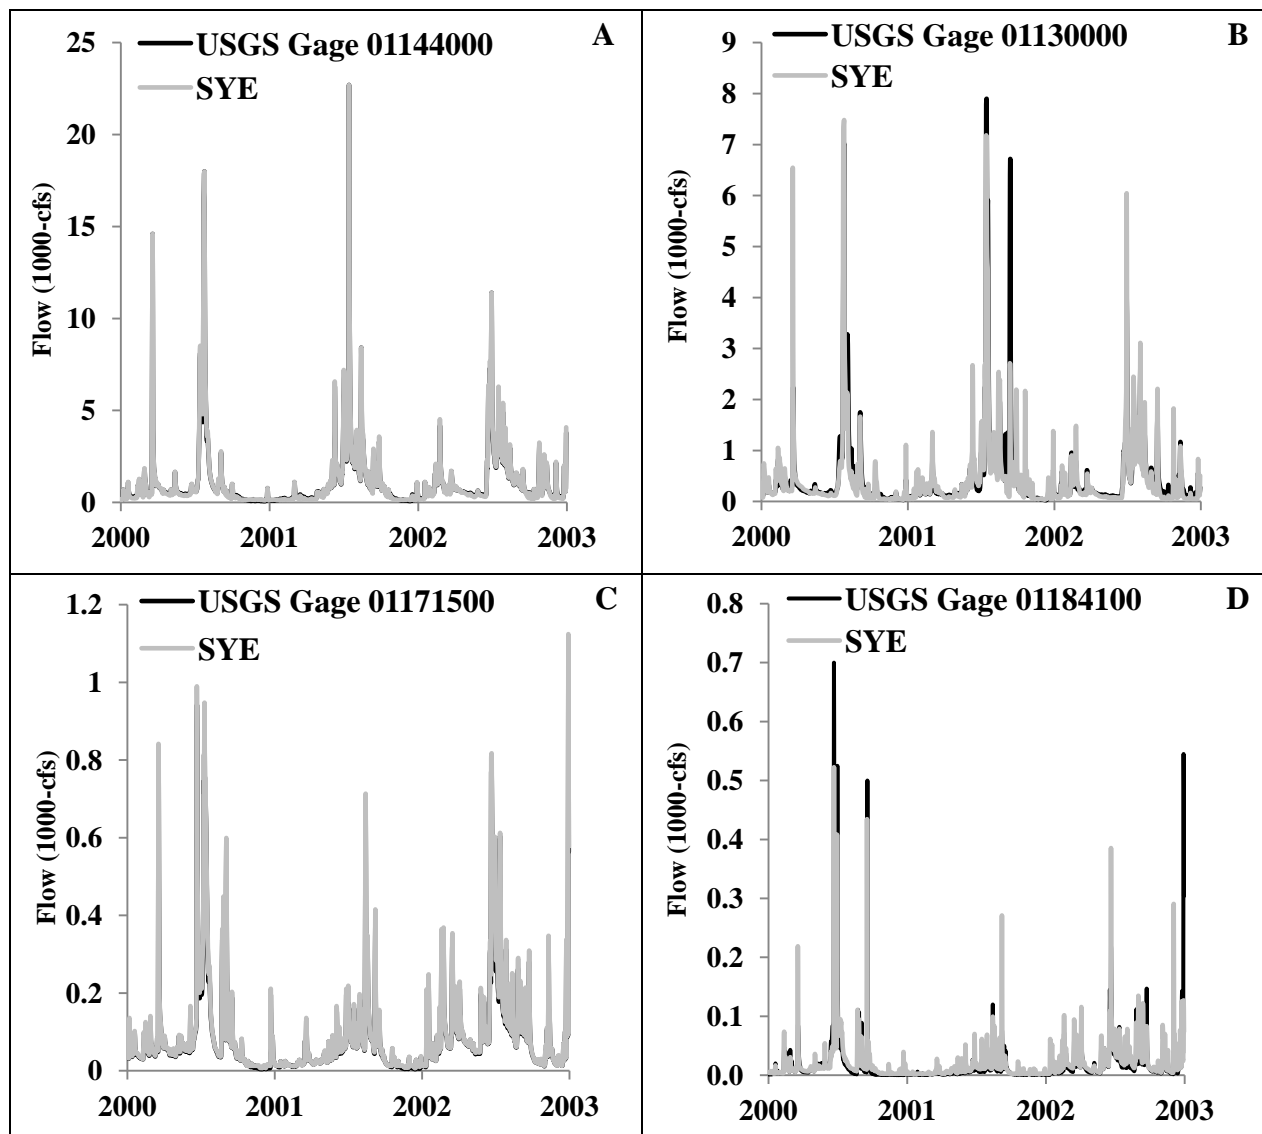 A
USGS Gage 01144000
SYE
Flow (1000-cfs)
25
20
15
10
5
0
2000 2001 2002 2003
B
USGS Gage 01130000
SYE
Flow (1000-cfs)
9
8
7
6
5
4
3
2
1
0
2000 2001 2002 2003
C
USGS Gage 01171500
SYE
Flow (1000-cfs)
1.2
1
0.8
0.6
0.4
0.2
0
2000 2001 2002 2003
D
USGS Gage 01184100
SYE
Flow (1000-cfs)
0.8
0.7
0.6
0.5
0.4
0.3
0.2
0.1
0.0
2000 2001 2002 2003